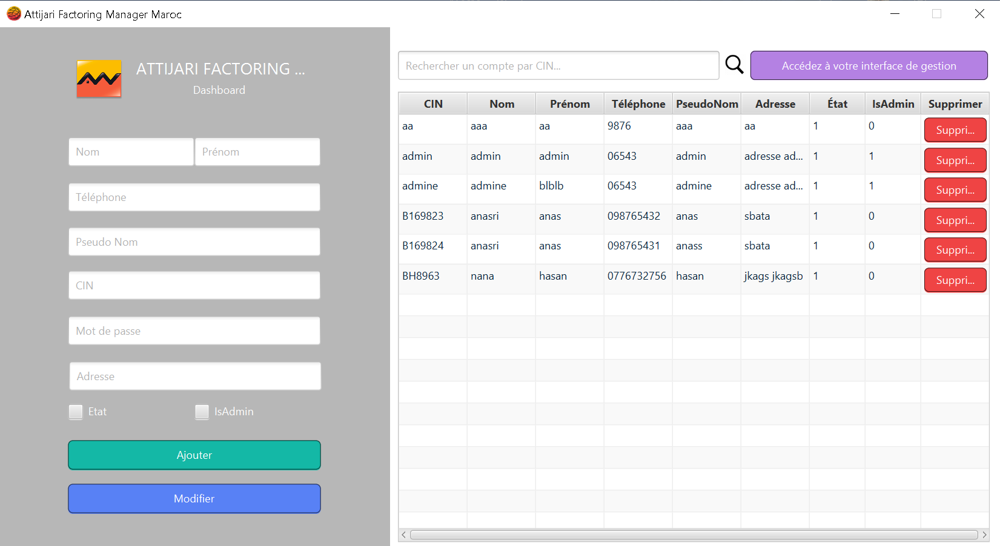 Attijari Factoring Manager Maroc
ATTIJARI FACTORING ...
Dashboard
Nom Prénom
Téléphone
Pseudo Nom
CIN
Mot de passe
Adresse
Etat IsAdmin
Ajouter
Modifier
Rechercher un compte par CIN... Accédez à votre interface de gestion
CIN Nom Prénom Téléphone PseudoNom Adresse État IsAdmin Supprimer
aa aaa aa 9876 aaa aa 1 0 Suppri...
admin admin admin 06543 admin adresse ad... 1 1 Suppri...
admine admine blblb 06543 admine adresse ad... 1 1 Suppri...
B169823 anasri anas 098765432 anas sbata 1 0 Suppri...
B169824 anasri anas 098765431 anass sbata 1 0 Suppri...
BH8963 nana hasan 0776732756 hasan jkags jkagsb 1 0 Suppri...